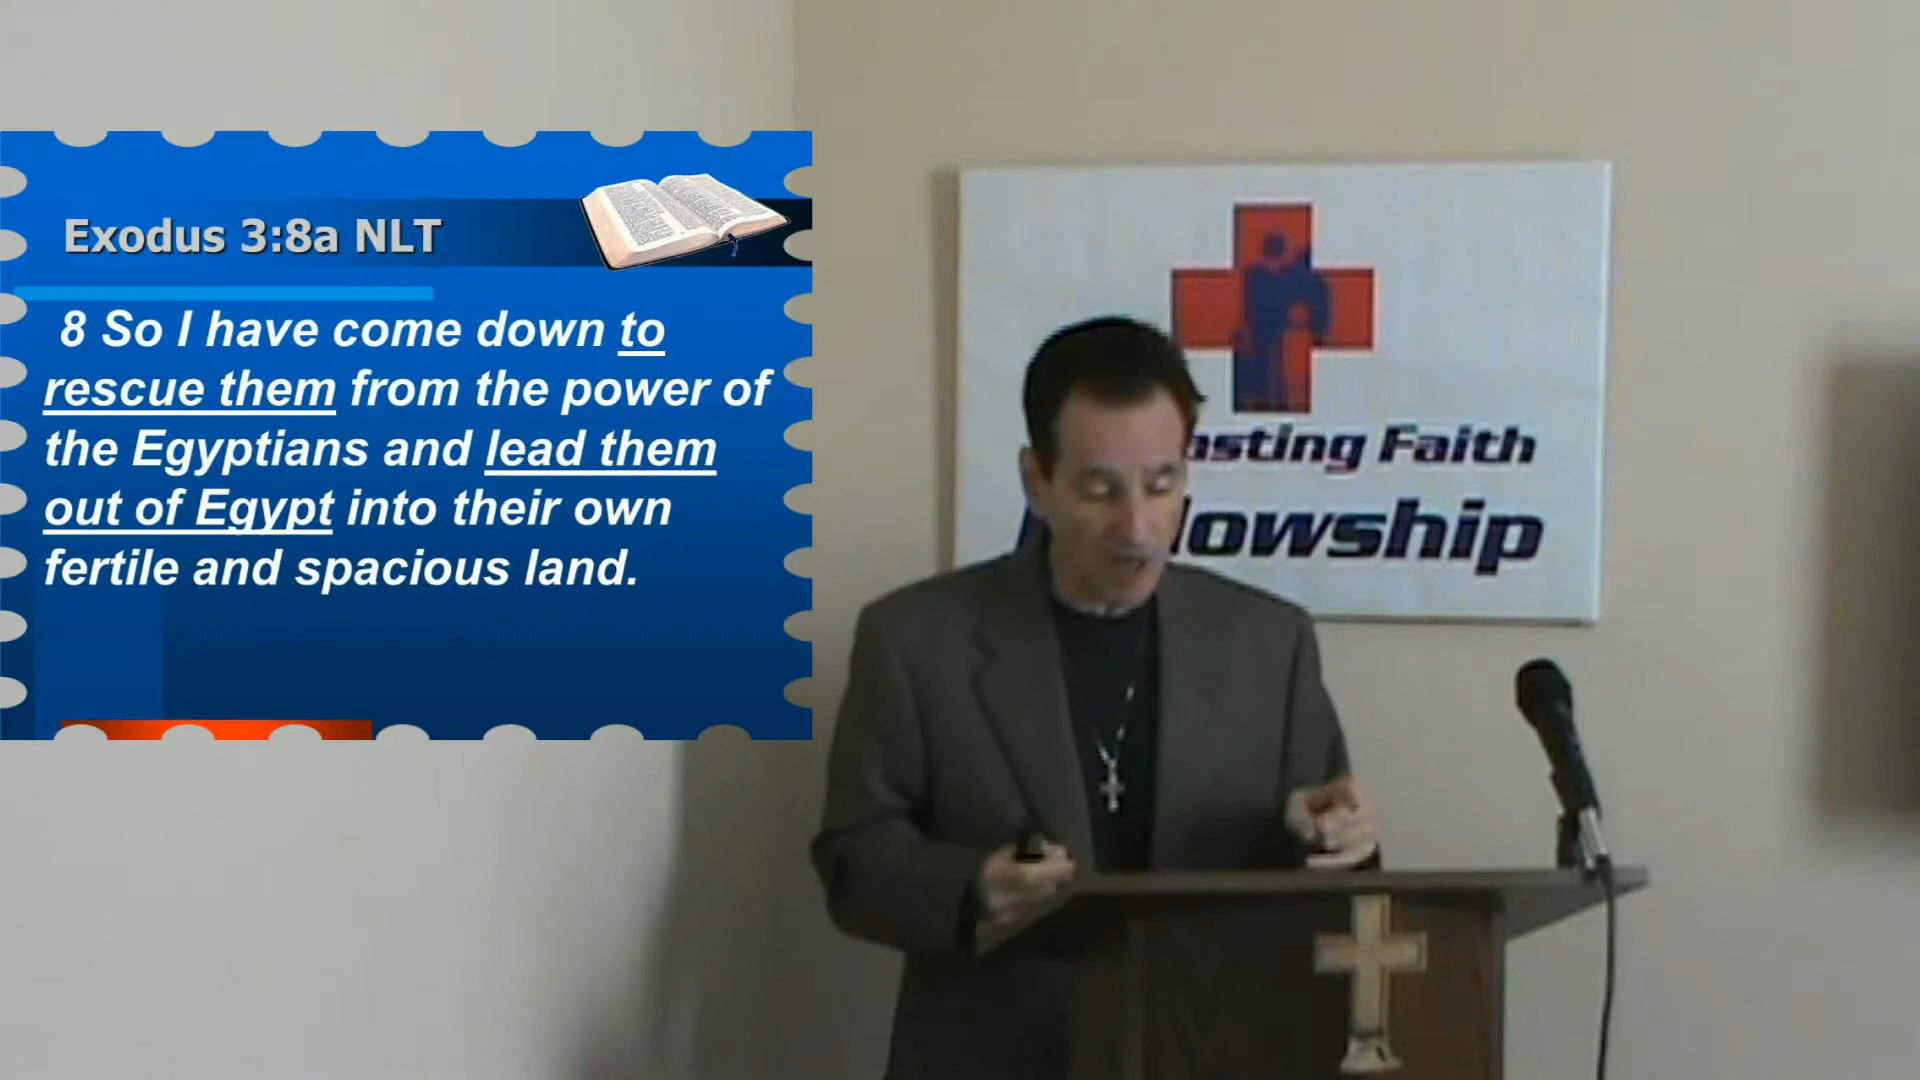 Exodus 3:8a NLT
8 So I have come down to
rescue them from the power of
the Egyptians and lead them
out of Egypt into their own
fertile and spacious land.
asting Faith
lowship